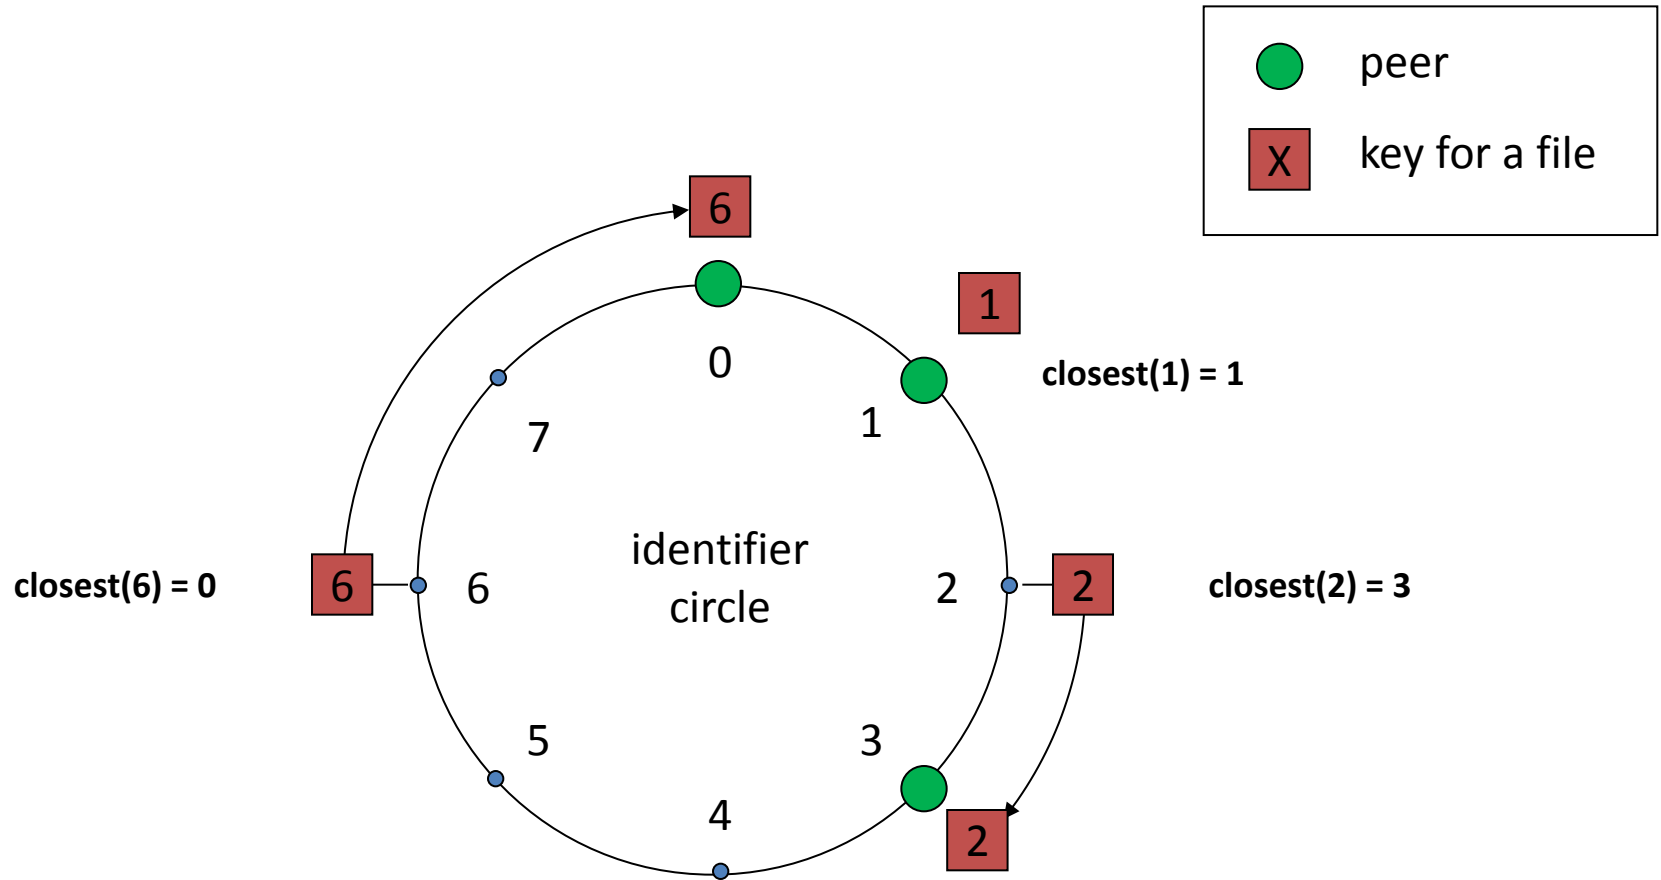 peer
X
key for a file
6
1
0
closest(1) = 1
1
7
identifier
circle
closest(6) = 0
6
6
2
2
closest(2) = 3
5
3
4
2